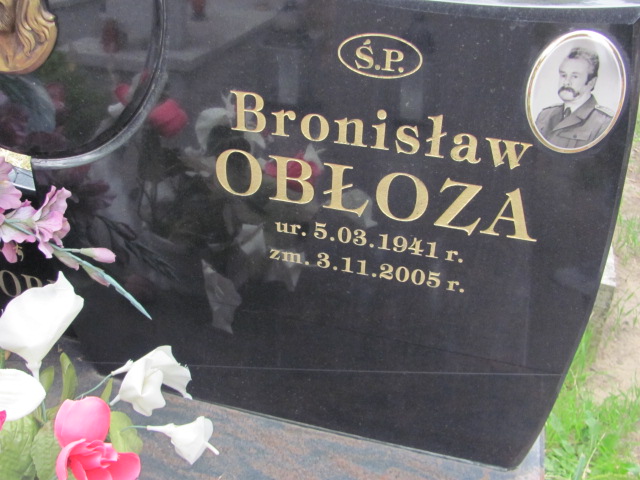 Ś.P.
Bronisław
OBŁOZA
ur. 5.03.1941 r.
zm. 3.11.2005 r.